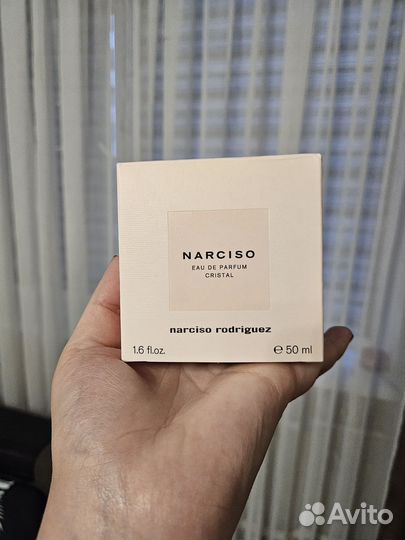 NARCISO
EAU DE PARFUM
CRISTAL
narciso rodriguez
1.6 fl.oz. e 50 ml
Avito